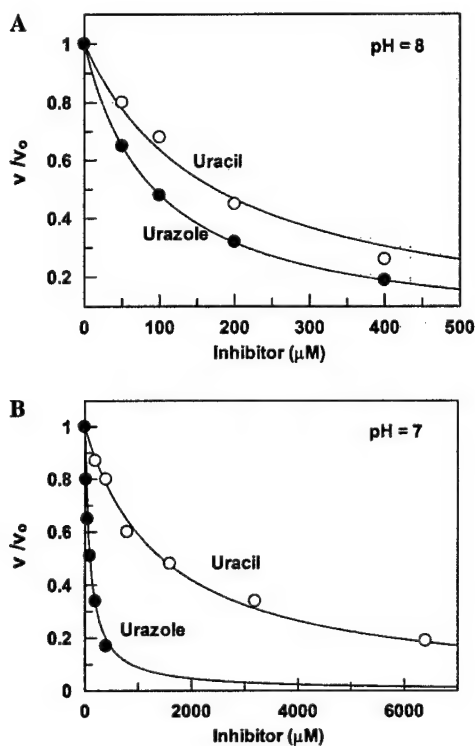 A
pH = 8
v/vo
1
0.8
0.6
0.4
0.2
Uracil
Urazole
0 100 200 300 400 500
Inhibitor (μM)
B
pH = 7
v/vo
1
0.8
0.6
0.4
0.2
0
Uracil
Urazole
0 2000 4000 6000
Inhibitor (μM)